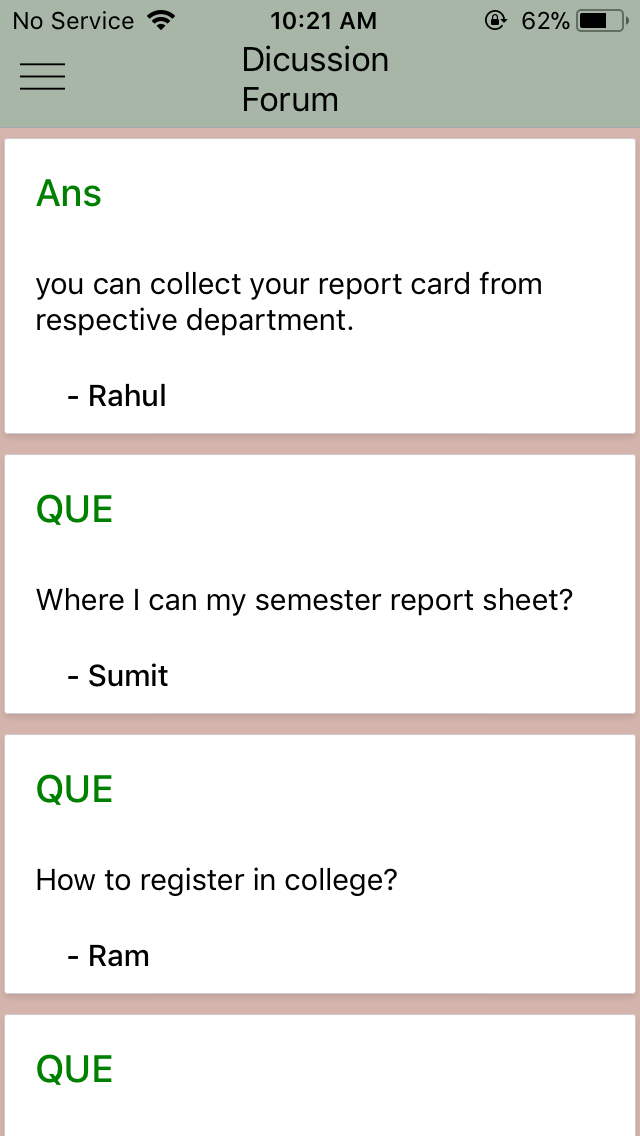 No Service 10:21 AM 62%
Dicussion
Forum
Ans
you can collect your report card from
respective department.
- Rahul
QUE
Where I can my semester report sheet?
- Sumit
QUE
How to register in college?
- Ram
QUE